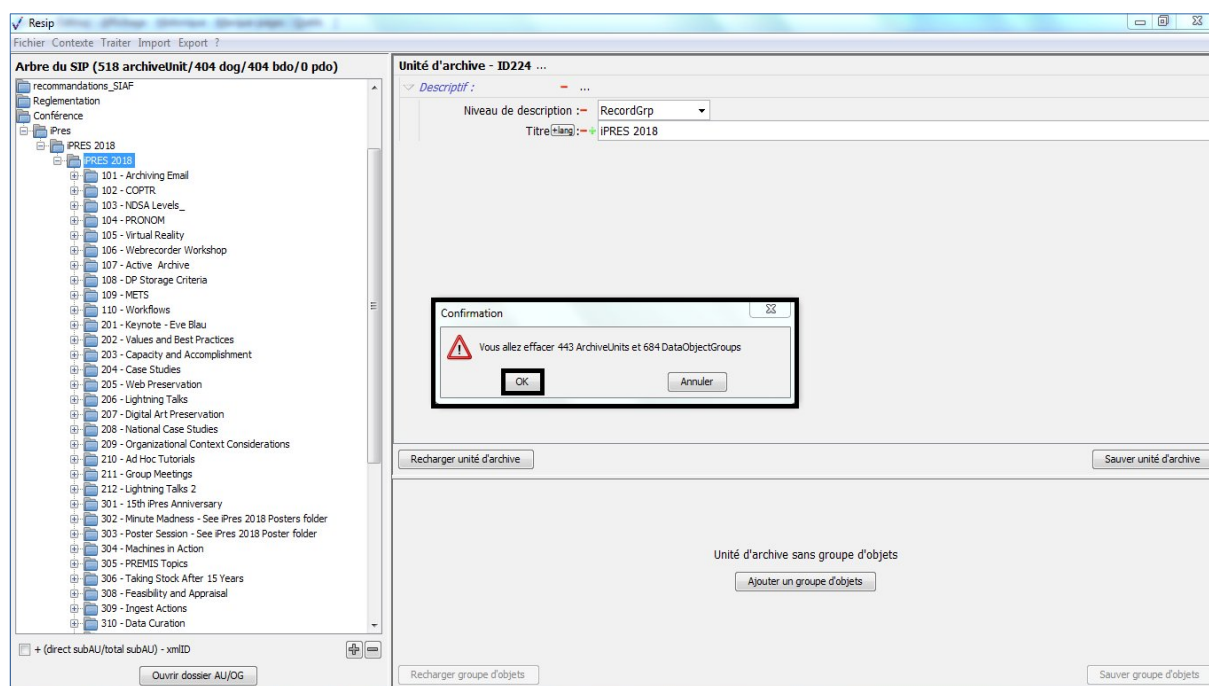 Resip
Fichier Contexte Traiter Import Export ?
Arbre du SIP (518 archiveUnit/404 dog/404 bdo/0 pdo)
recommandations_SIAF
Reglementation
Conférence
iPres
iPRES 2018
iPRES 2018
101 - Archiving Email
102 - COPTR
103 - NDSA Levels_
104 - PRONOM
105 - Virtual Reality
106 - Webrecorder Workshop
107 - Active  Archive
108 - DP Storage Criteria
109 - METS
110 - Workflows
201 - Keynote - Eve Blau
202 - Values and Best Practices
203 - Capacity and Accomplishment
204 - Case Studies
205 - Web Preservation
206 - Lightning Talks
207 - Digital Art Preservation
208 - National Case Studies
209 - Organizational Context Considerations
210 - Ad Hoc Tutorials
211 - Group Meetings
212 - Lightning Talks 2
301 - 15th iPres Anniversary
302 - Minute Madness - See iPres 2018 Posters folder
303 - Poster Session - See iPres 2018 Poster folder
304 - Machines in Action
305 - PREMIS Topics
306 - Taking Stock After 15 Years
308 - Feasibility and Appraisal
309 - Ingest Actions
310 - Data Curation
+ (direct subAU/total subAU) - xmlID
Ouvrir dossier AU/OG
Unité d'archive - ID224 ...
Descriptif : − ...
Niveau de description :− RecordGrp
Titre +lang :−+ iPRES 2018
Confirmation
Vous allez effacer 443 ArchiveUnits et 684 DataObjectGroups
OK Annuler
Recharger unité d'archive Sauver unité d'archive
Unité d'archive sans groupe d'objets
Ajouter un groupe d'objets
Recharger groupe d'objets Sauver groupe d'objets